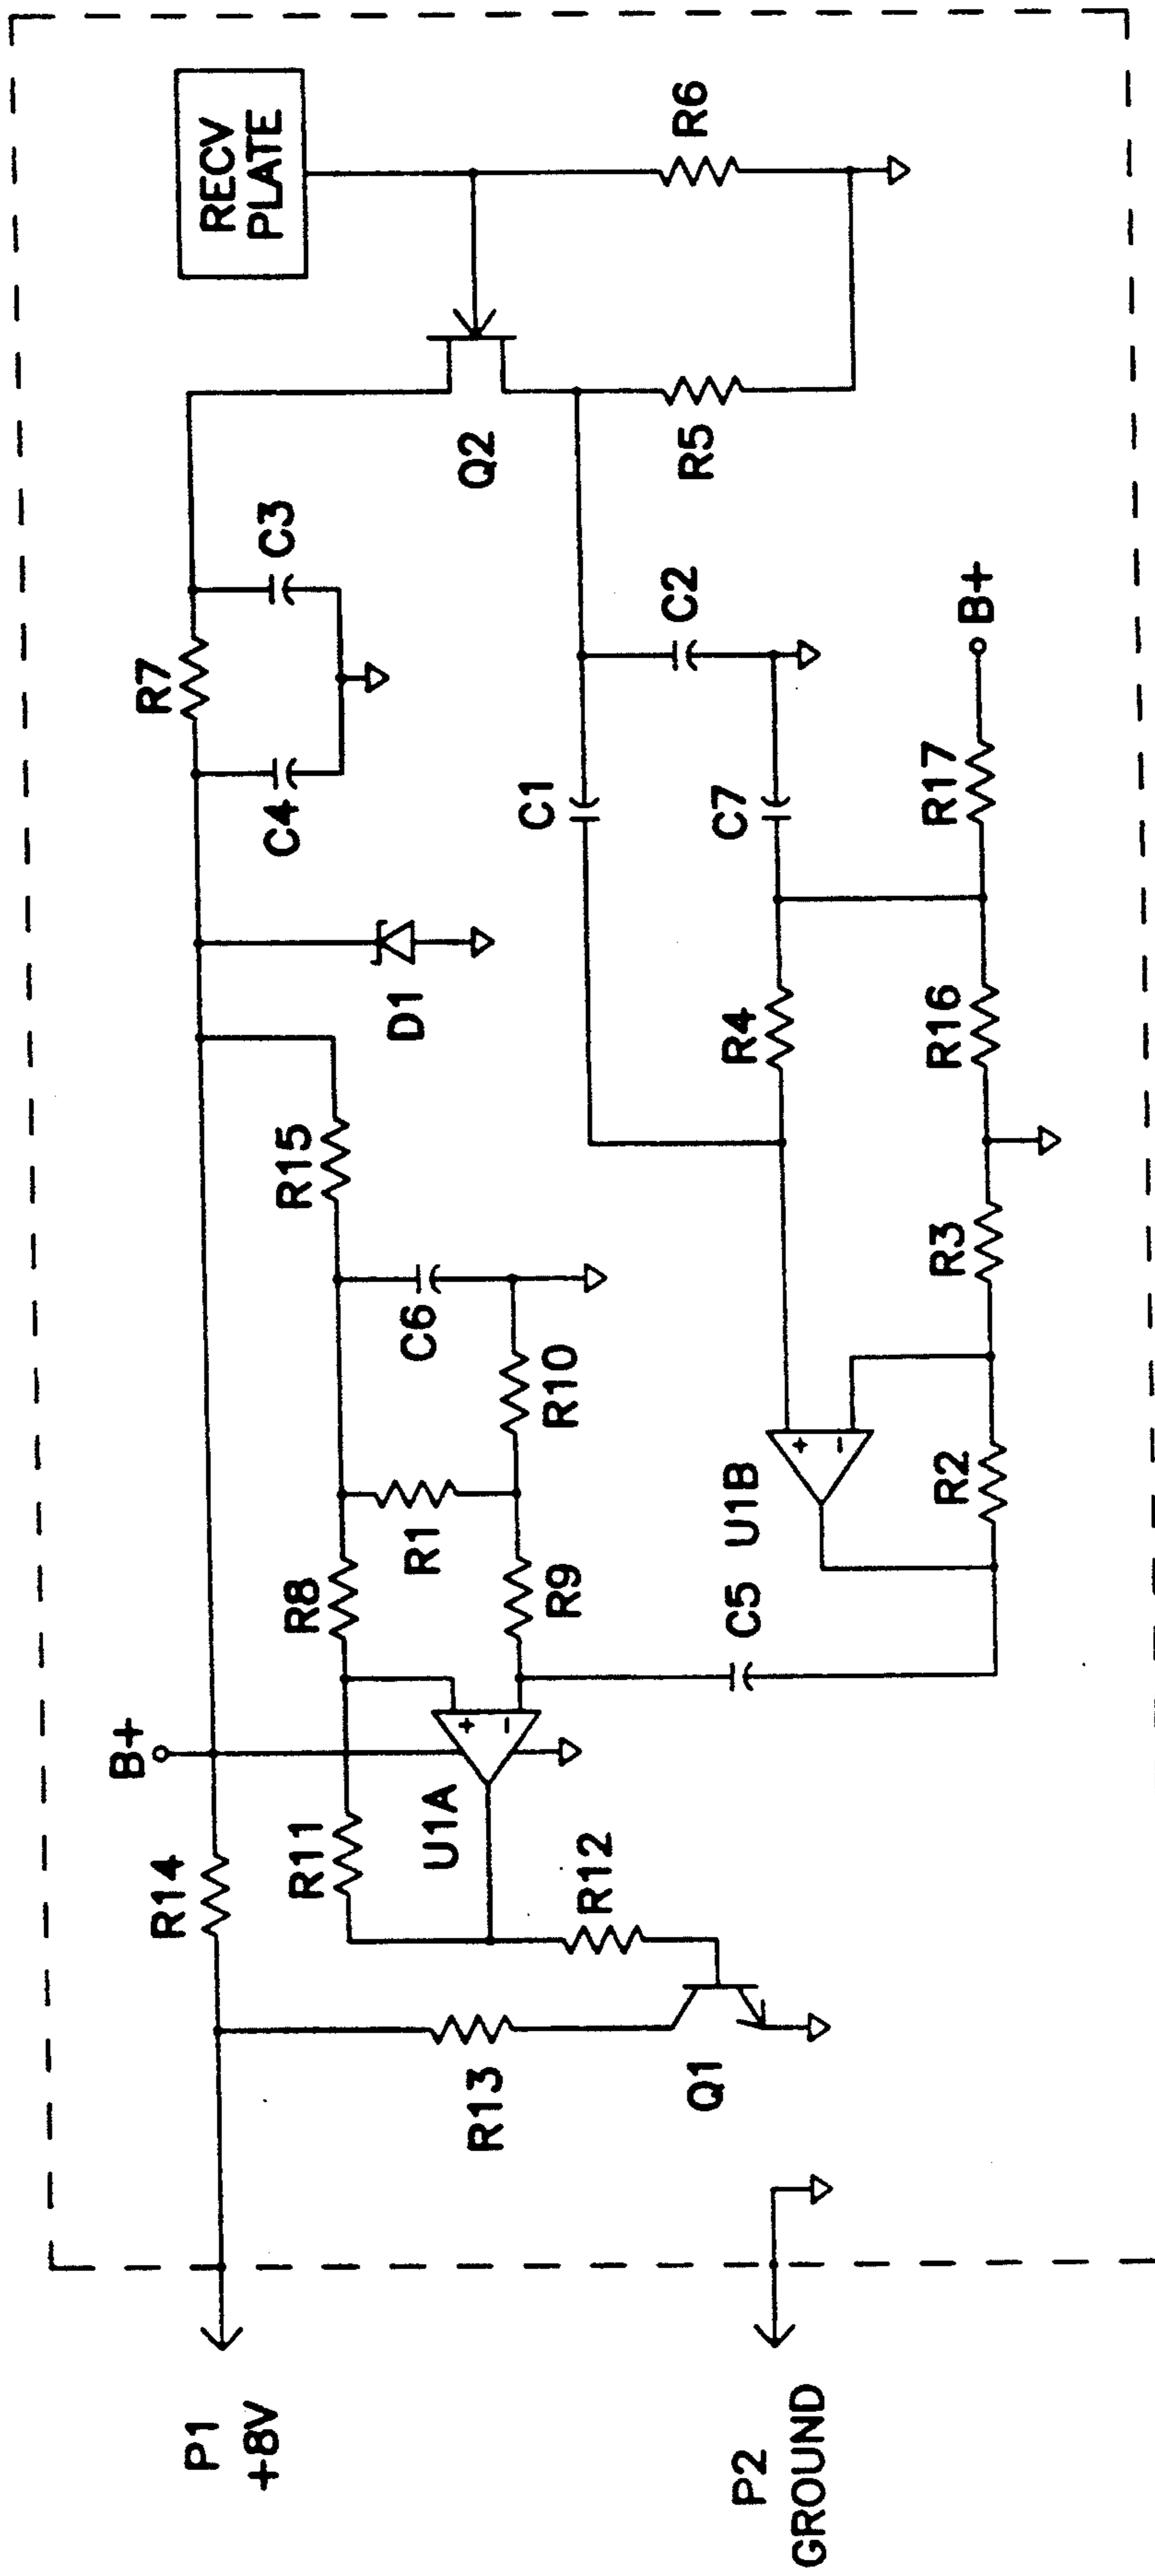 RECV
PLATE
R6
R5
Q2
C3
R7
C4
C2
C1
C7
B+
R17
R4
R16
D1
R15
R3
C6
R10
R1
R8
R9
+
-
U1B
R2
C5
B+
+
-
U1A
R11
R14
R12
R13
Q1
P1
+8V
P2
GROUND